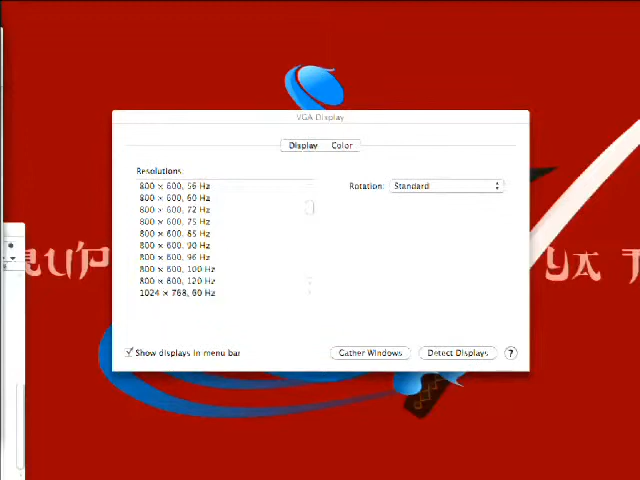 VGA Display
Display Color
Resolutions:
Rotation: Standard
800 × 600, 56 Hz
800 × 600, 60 Hz
800 × 600, 72 Hz
800 × 600, 75 Hz
800 × 600, 85 Hz
800 × 600, 90 Hz
800 × 600, 96 Hz
800 × 600, 100 Hz
800 × 600, 120 Hz
1024 × 768, 60 Hz
Show displays in menu bar
Gather Windows
Detect Displays
?
YA T